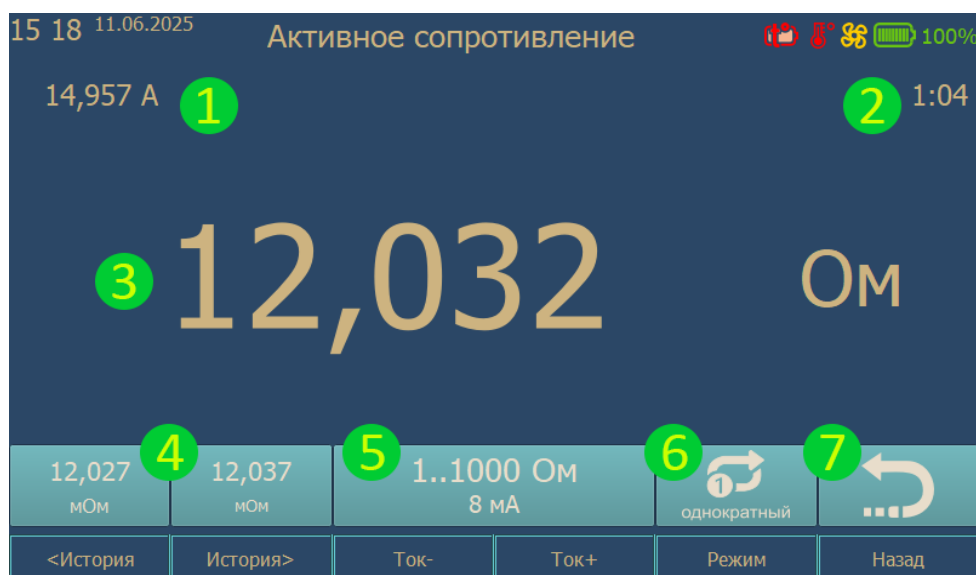 15 18 11.06.2025 Активное сопротивление 100%
14,957 А 1 2 1:04
3 12,032 Ом
12,027 4 12,037 5 1..1000 Ом 6 1 7
мОм мОм 8 мА однократный
<История История> Ток- Ток+ Режим Назад